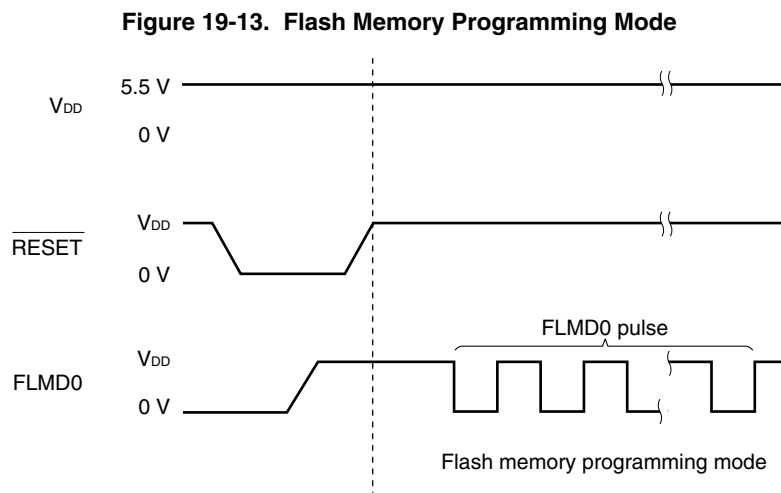 Figure 19-13. Flash Memory Programming Mode
5.5 V
VDD
0 V
VDD
RESET
0 V
FLMD0 pulse
VDD
FLMD0
0 V
Flash memory programming mode